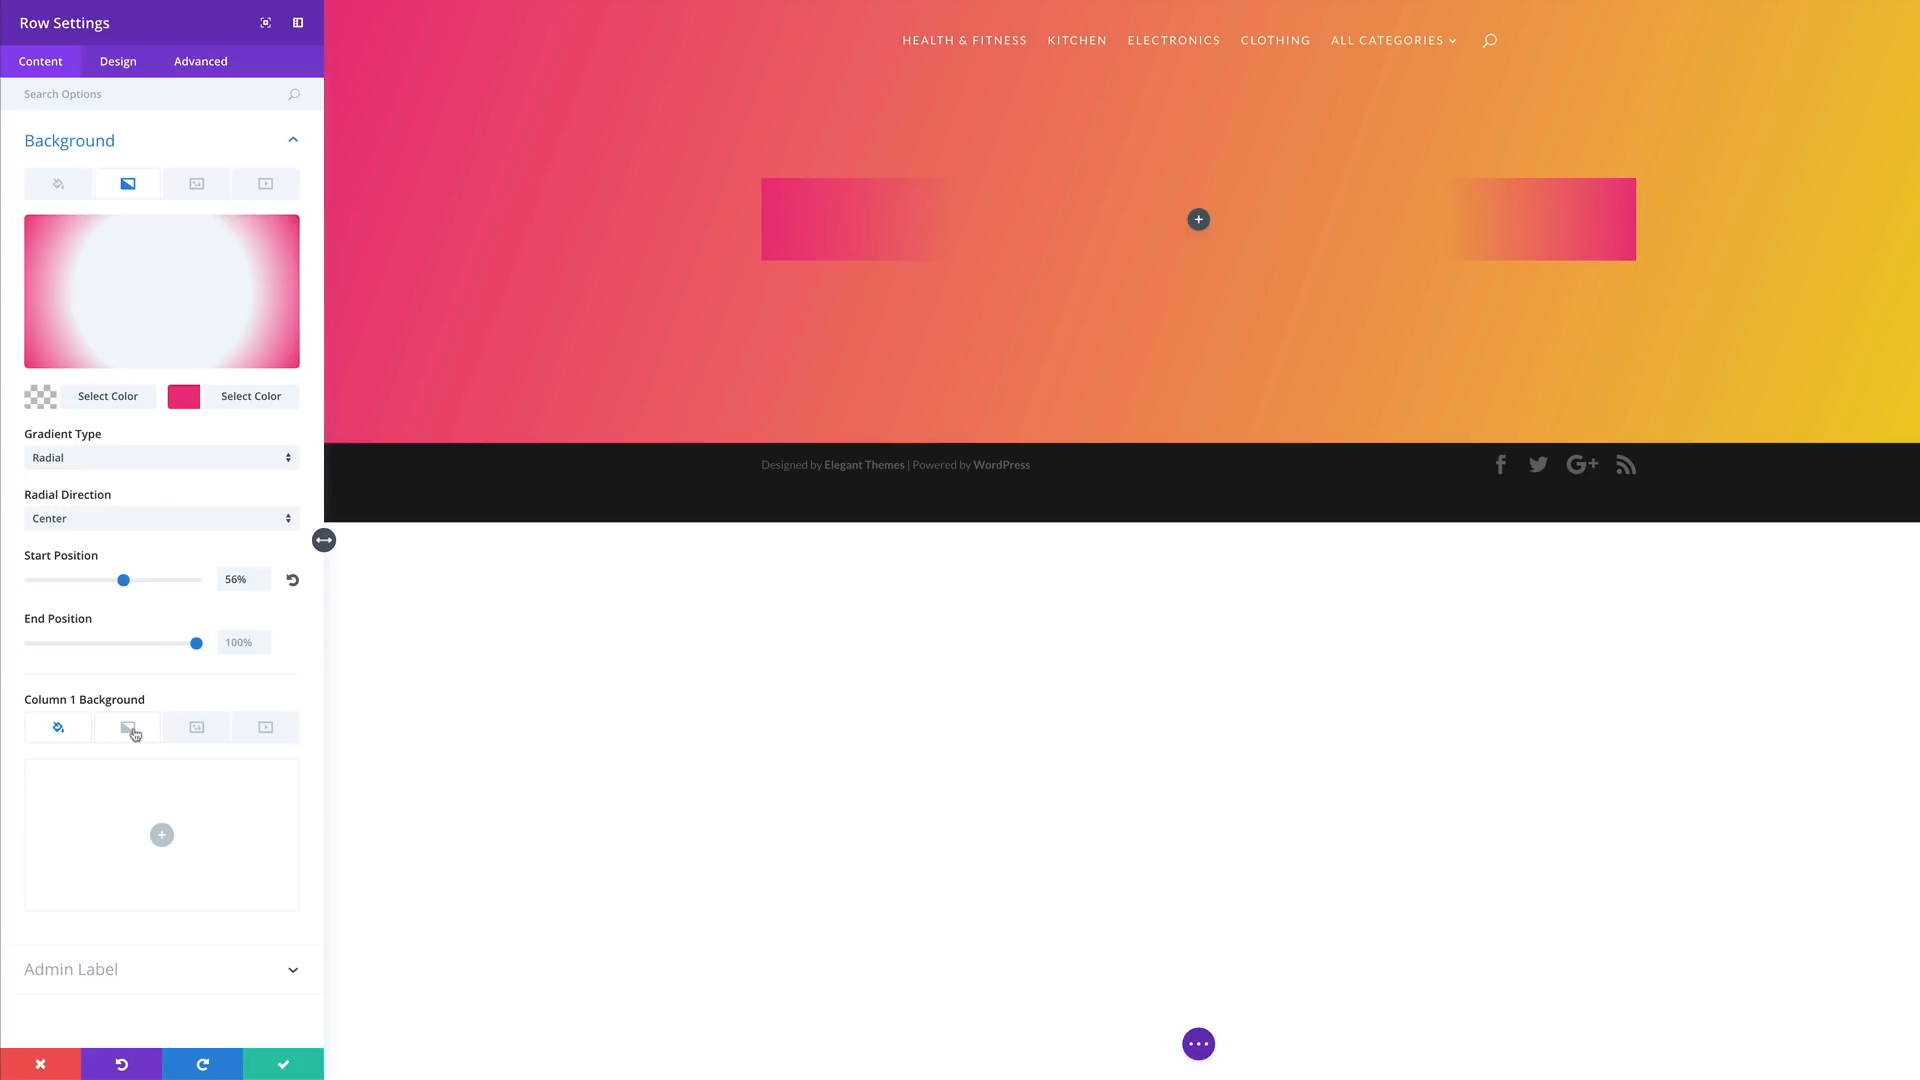 Row Settings
Content Design Advanced
Search Options
Background
Select Color Select Color
Gradient Type
Radial
Radial Direction
Center
Start Position
56%
End Position
100%
Column 1 Background
Admin Label
HEALTH & FITNESS KITCHEN ELECTRONICS CLOTHING ALL CATEGORIES
Designed by Elegant Themes | Powered by WordPress